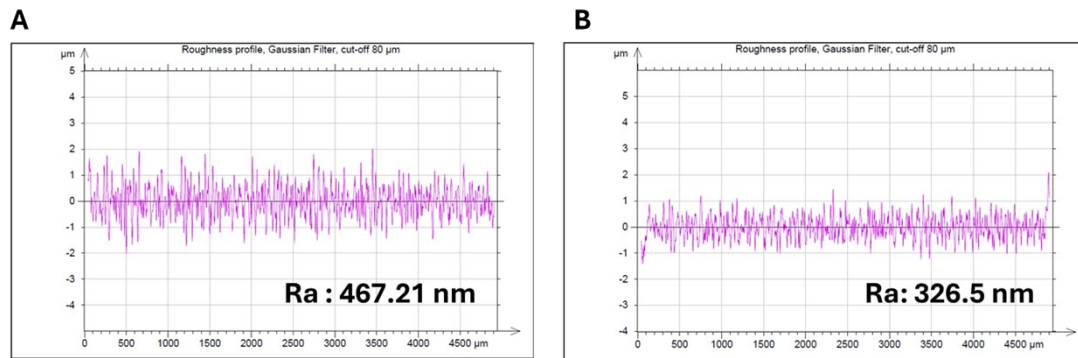 A
Roughness profile, Gaussian Filter, cut-off 80 µm
µm
5
4
3
2
1
0
-1
-2
-3
-4
Ra : 467.21 nm
0 500 1000 1500 2000 2500 3000 3500 4000 4500 µm
B
Roughness profile, Gaussian Filter, cut-off 80 µm
µm
5
4
3
2
1
0
-1
-2
-3
-4
Ra: 326.5 nm
0 500 1000 1500 2000 2500 3000 3500 4000 4500 µm